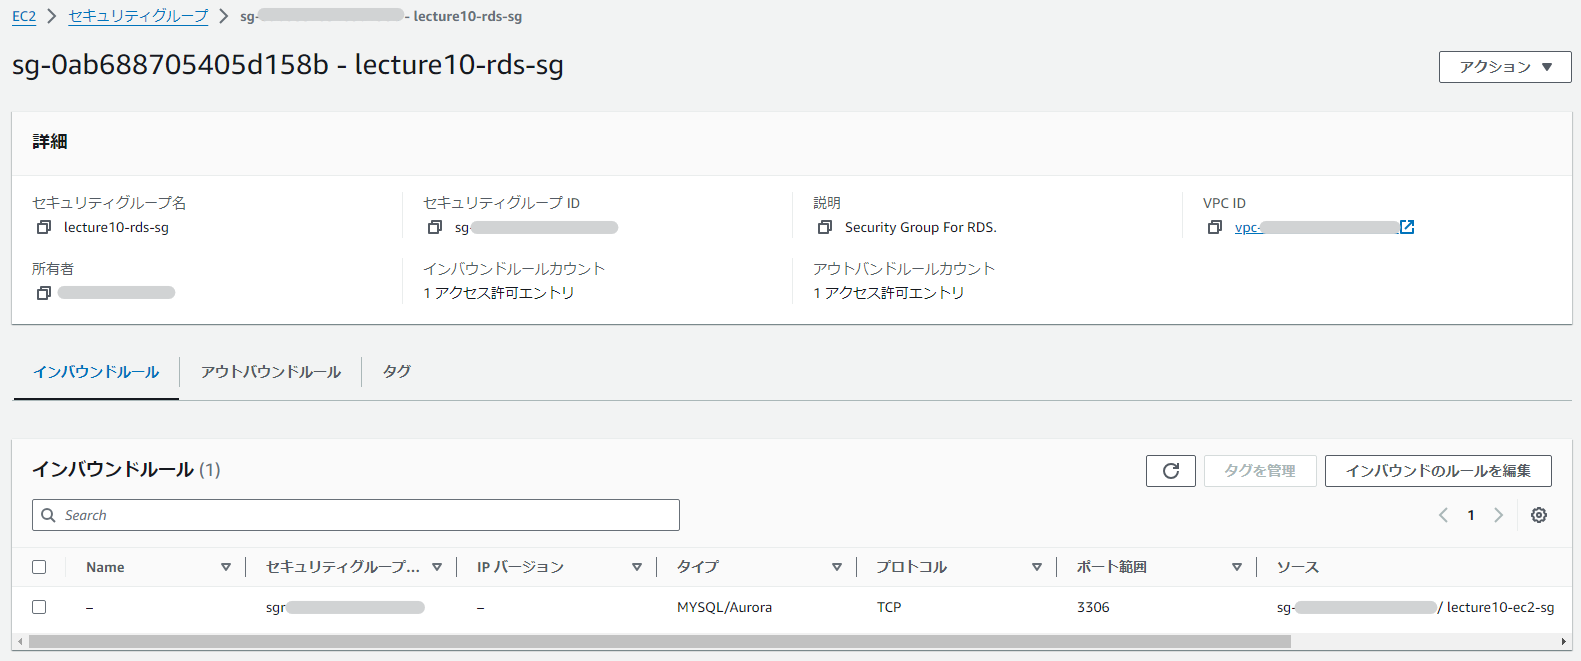 EC2 > セキュリティグループ > sg- - lecture10-rds-sg
sg-0ab688705405d158b - lecture10-rds-sg
アクション ▼
詳細
セキュリティグループ名
lecture10-rds-sg
セキュリティグループ ID
sg-
説明
Security Group For RDS.
VPC ID
vpc-
所有者
インバウンドルールカウント
1 アクセス許可エントリ
アウトバンドルールカウント
1 アクセス許可エントリ
インバウンドルール
アウトバウンドルール
タグ
インバウンドルール (1)
タグを管理
インバウンドのルールを編集
Search
1
Name セキュリティグループ... IP バージョン タイプ プロトコル ポート範囲 ソース
– sgr – MYSQL/Aurora TCP 3306 sg- / lecture10-ec2-sg